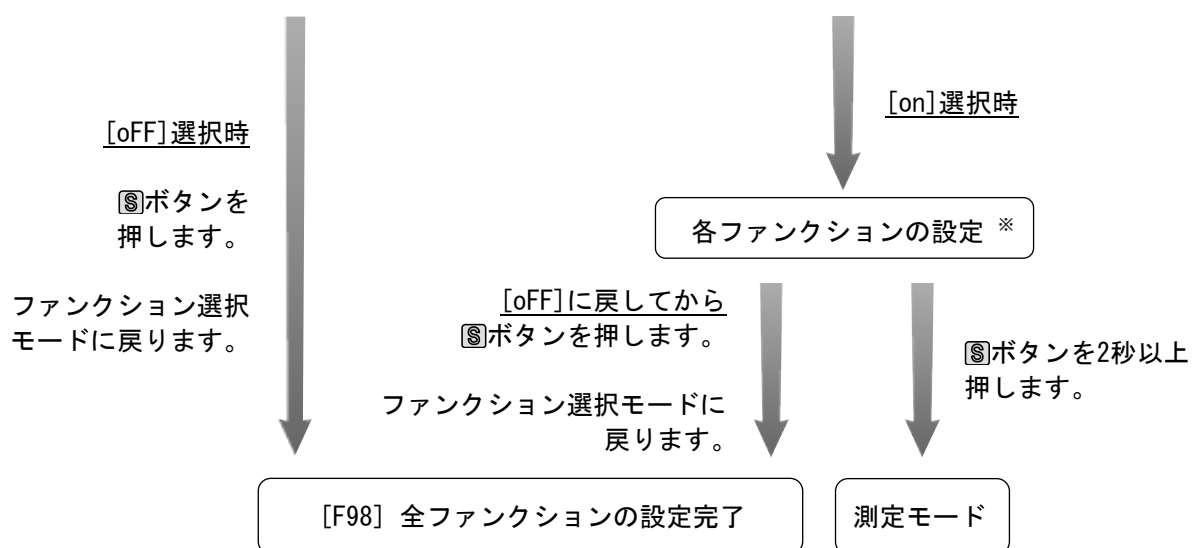 [oFF]選択時
Sボタンを
押します。
ファンクション選択
モードに戻ります。
[on]選択時
各ファンクションの設定 ※
[oFF]に戻してから
Sボタンを押します。
ファンクション選択モードに
戻ります。
Sボタンを2秒以上
押します。
[F98] 全ファンクションの設定完了
測定モード